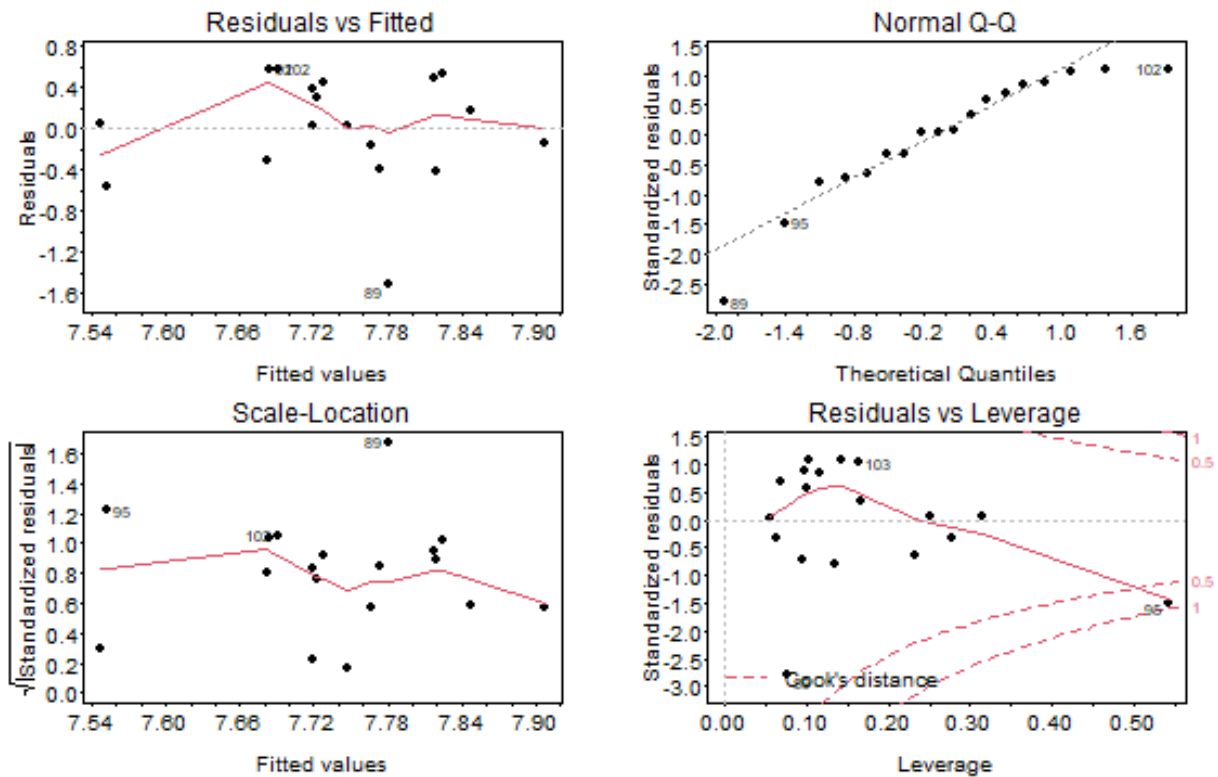 Residuals vs Fitted
0.8
0.4
0.0
-0.4
-0.8
-1.2
-1.6
Residuals
102
89
7.54 7.60 7.66 7.72 7.78 7.84 7.90
Fitted values
Normal Q-Q
1.5
1.0
0.5
0.0
-0.5
-1.0
-1.5
-2.0
-2.5
Standardized residuals
102
95
89
-2.0 -1.4 -0.8 -0.2 0.4 1.0 1.6
Theoretical Quantiles
Scale-Location
1.6
1.4
1.2
1.0
0.8
0.6
0.4
0.2
0.0
√|Standardized residuals
89
95
7.54 7.60 7.66 7.72 7.78 7.84 7.90
Fitted values
Residuals vs Leverage
1.5
1.0
0.5
0.0
-0.5
-1.0
-1.5
-2.0
-2.5
-3.0
Standardized residuals
1
0.5
103
0.5
95
1
Cook's distance
0.00 0.10 0.20 0.30 0.40 0.50
Leverage